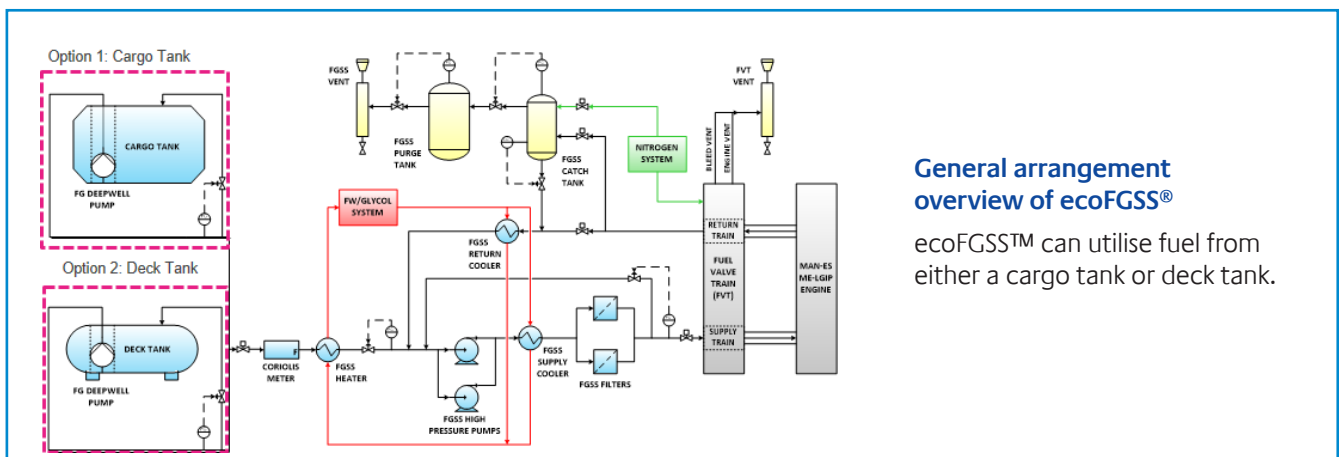 Option 1: Cargo Tank
CARGO TANK
FG DEEPWELL
PUMP
Option 2: Deck Tank
DECK TANK
FG DEEPWELL
PUMP
CORIOLIS
METER
F
FGSS
HEATER
FW/GLYCOL
SYSTEM
FGSS
VENT
FGSS
PURGE
TANK
FGSS
CATCH
TANK
NITROGEN
SYSTEM
FGSS
RETURN
COOLER
FGSS HIGH
PRESSURE PUMPS
FGSS
SUPPLY
COOLER
FGSS FILTERS
BLEED VENT
ENGINE VENT
FVT
VENT
RETURN
TRAIN
FUEL
VALVE
TRAIN
(FVT)
SUPPLY
TRAIN
MAN-ES
ME-LGIP
ENGINE
General arrangement
overview of ecoFGSS®
ecoFGSS™ can utilise fuel from
either a cargo tank or deck tank.